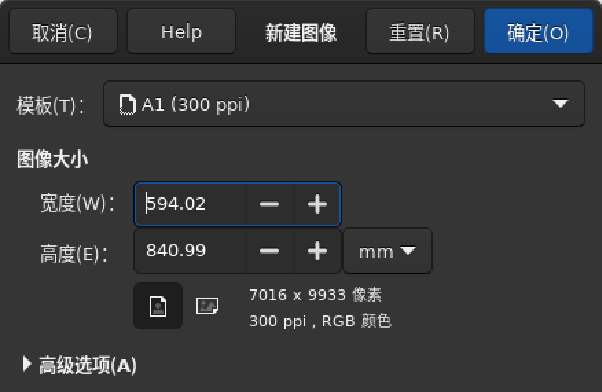 取消(C) Help 新建图像 重置(R) 确定(O)
模板(T)： A1 (300 ppi)
图像大小
宽度(W)： 594.02
高度(E)： 840.99 mm
7016 x 9933 像素
300 ppi , RGB 颜色
高级选项(A)